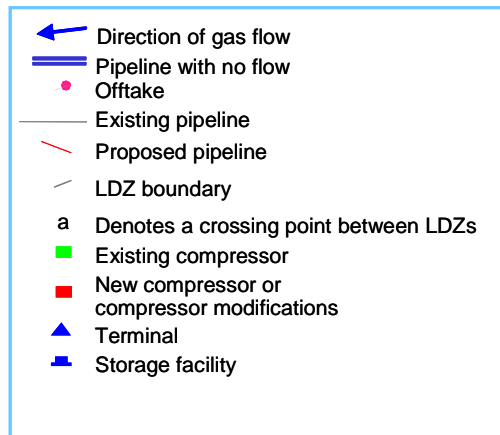 Direction of gas flow
Pipeline with no flow
Offtake
Existing pipeline
Proposed pipeline
LDZ boundary
a Denotes a crossing point between LDZs
Existing compressor
New compressor or
compressor modifications
Terminal
Storage facility